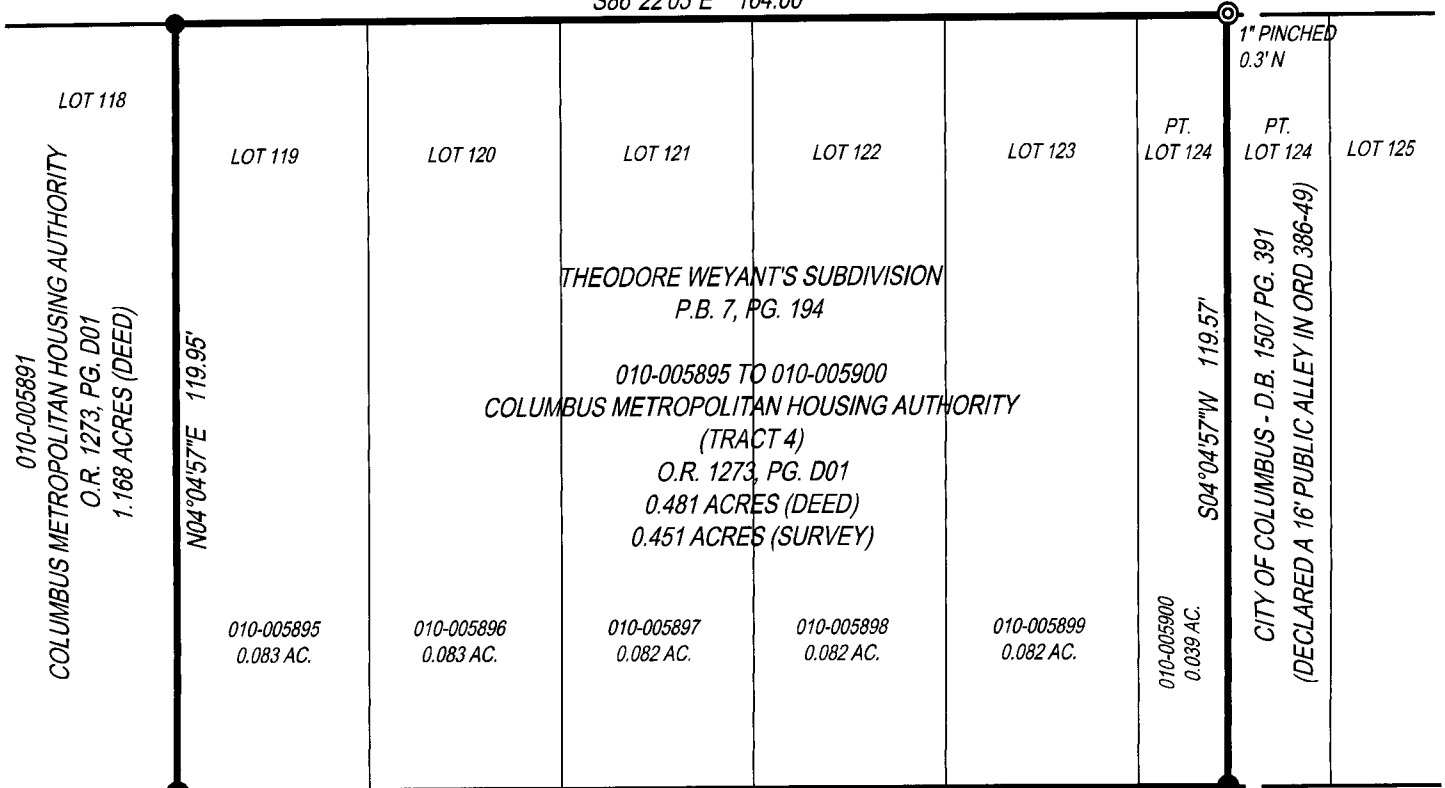 1" PINCHED
0.3' N
LOT 118
LOT 119
LOT 120
LOT 121
LOT 122
LOT 123
PT.
LOT 124
PT.
LOT 124
LOT 125
010-005891
COLUMBUS METROPOLITAN HOUSING AUTHORITY
O.R. 1273, PG. D01
1.168 ACRES (DEED)
N04°04'57"E 119.95'
THEODORE WEYANT'S SUBDIVISION
P.B. 7, PG. 194
010-005895 TO 010-005900
COLUMBUS METROPOLITAN HOUSING AUTHORITY
(TRACT 4)
O.R. 1273, PG. D01
0.481 ACRES (DEED)
0.451 ACRES (SURVEY)
S04°04'57"W 119.57'
CITY OF COLUMBUS - D.B. 1507 PG. 391
(DECLARED A 16' PUBLIC ALLEY IN ORD 386-49)
010-005895
0.083 AC.
010-005896
0.083 AC.
010-005897
0.082 AC.
010-005898
0.082 AC.
010-005899
0.082 AC.
010-005900
0.039 AC.